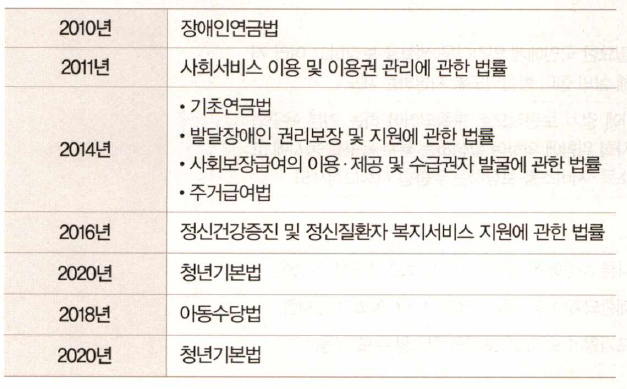 2010년 장애인연금법
2011년 사회서비스 이용 및 이용권 관리에 관한 법률
2014년
• 기초연금법
• 발달장애인 권리보장 및 지원에 관한 법률
• 사회보장급여의 이용·제공 및 수급권자 발굴에 관한 법률
• 주거급여법
2016년 정신건강증진 및 정신질환자 복지서비스 지원에 관한 법률
2020년 청년기본법
2018년 아동수당법
2020년 청년기본법